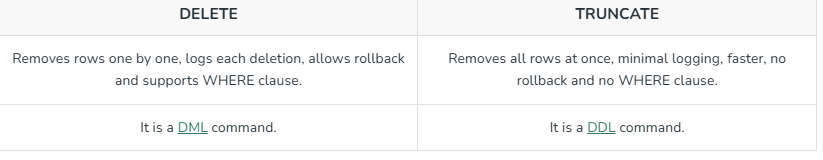 DELETE
TRUNCATE
Removes rows one by one, logs each deletion, allows rollback
and supports WHERE clause.
Removes all rows at once, minimal logging, faster, no
rollback and no WHERE clause.
It is a DML command.
It is a DDL command.